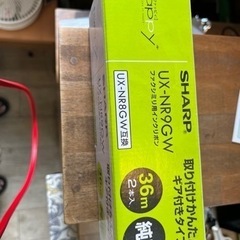 SHARP
UX-NR9GW
ファクシミリ用インクリボン
UX-NR8GW互換
取り付けかんた
ギア付きタイ
36m
2本入
純